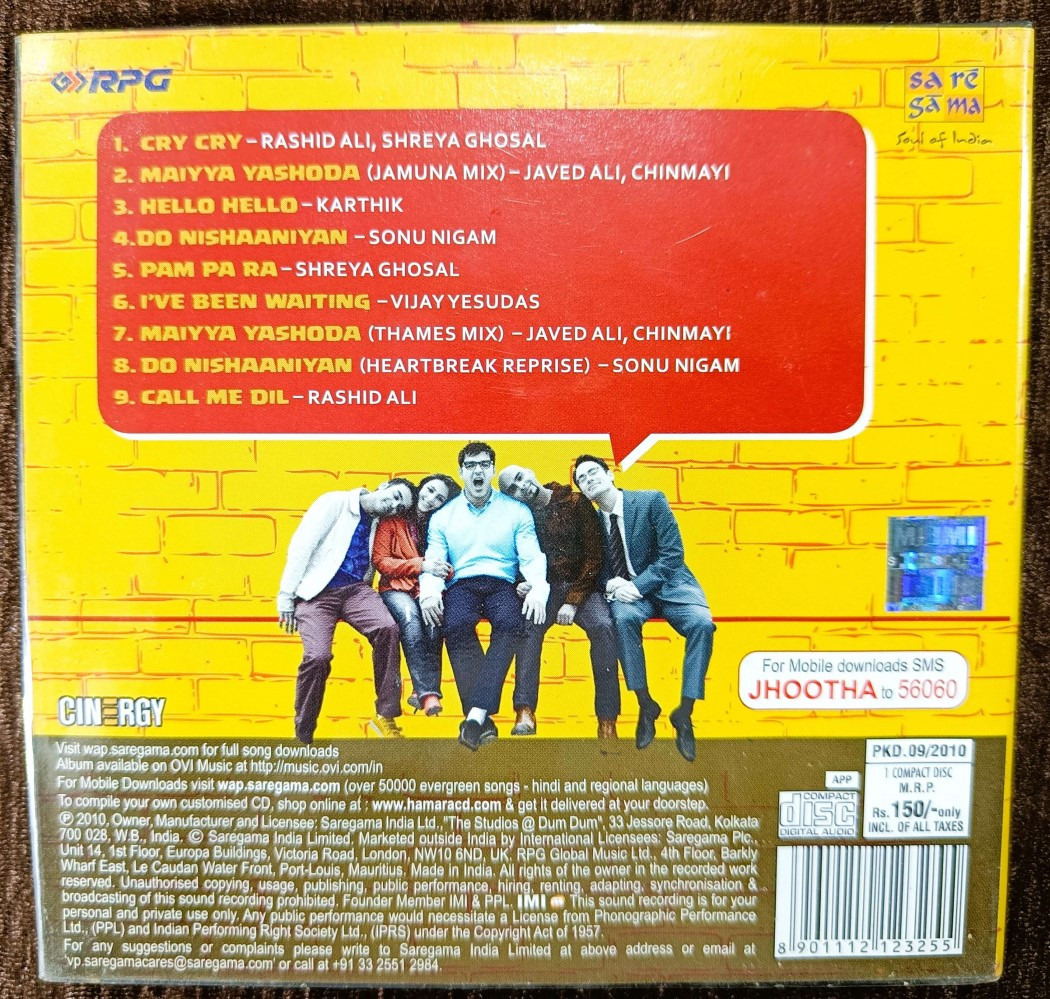 RPG
sa rē
gā ma
Soul of India
1. CRY CRY – RASHID ALI, SHREYA GHOSAL
2. MAIYYA YASHODA (JAMUNA MIX) – JAVED ALI, CHINMAYI
3. HELLO HELLO – KARTHIK
4. DO NISHAANIYAN – SONU NIGAM
5. PAM PA RA – SHREYA GHOSAL
6. I'VE BEEN WAITING – VIJAY YESUDAS
7. MAIYYA YASHODA (THAMES MIX) – JAVED ALI, CHINMAYI
8. DO NISHAANIYAN (HEARTBREAK REPRISE) – SONU NIGAM
9. CALL ME DIL – RASHID ALI
For Mobile downloads SMS
JHOOTHA to 56060
CINERGY
Visit wap.saregama.com for full song downloads
Album available on OVI Music at http://music.ovi.com/in
For Mobile Downloads visit wap.saregama.com (over 50000 evergreen songs - hindi and regional languages)
To compile your own customised CD, shop online at : www.hamaracd.com & get it delivered at your doorstep.
℗ 2010, Owner, Manufacturer and Licensee: Saregama India Ltd.,"The Studios @ Dum Dum", 33 Jessore Road, Kolkata
700 028, W.B., India. © Saregama India Limited. Marketed outside India by International Licensees: Saregama Plc.,
Unit 14, 1st Floor, Europa Buildings, Victoria Road, London, NW10 6ND, UK. RPG Global Music Ltd., 4th Floor, Barkly
Wharf East, Le Caudan Water Front, Port-Louis, Mauritius. Made in India. All rights of the owner in the recorded work
reserved. Unauthorised copying, usage, publishing, public performance, hiring, renting, adapting, synchronisation &
broadcasting of this sound recording prohibited. Founder Member IMI & PPL. IMI This sound recording is for your
personal and private use only. Any public performance would necessitate a License from Phonographic Performance
Ltd., (PPL) and Indian Performing Right Society Ltd., (IPRS) under the Copyright Act of 1957.
For any suggestions or complaints please write to Saregama India Limited at above address or email at
'vp.saregamacares@saregama.com' or call at +91 33 2551 2984.
PKD.09/2010
1 COMPACT DISC
M.R.P.
Rs. 150/-only
INCL. OF ALL TAXES
APP
COMPACT
disc
DIGITAL AUDIO
8 901112 123255